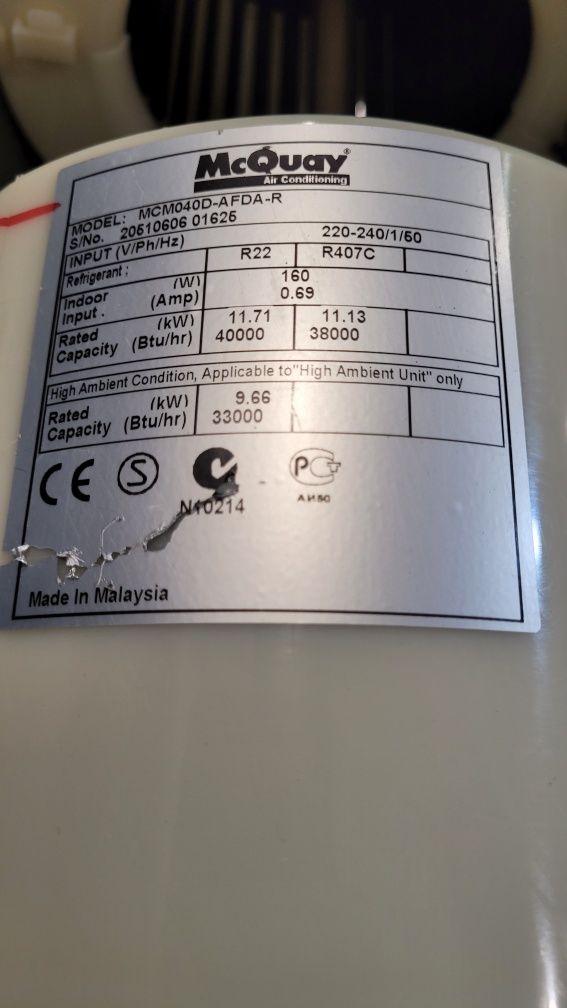 McQuay®
Air Conditioning
MODEL: MCM040D-AFDA-R
S/No. 20510606 01625
INPUT (V/Ph/Hz) 220-240/1/50
Refrigerant : R22 R407C
Indoor (W) 160
Input . (Amp) 0.69
Rated (kW) 11.71 11.13
Capacity (Btu/hr) 40000 38000
High Ambient Condition, Applicable to"High Ambient Unit" only
Rated (kW) 9.66
Capacity (Btu/hr) 33000
CE S PCT
АИ50
N10214
Made In Malaysia